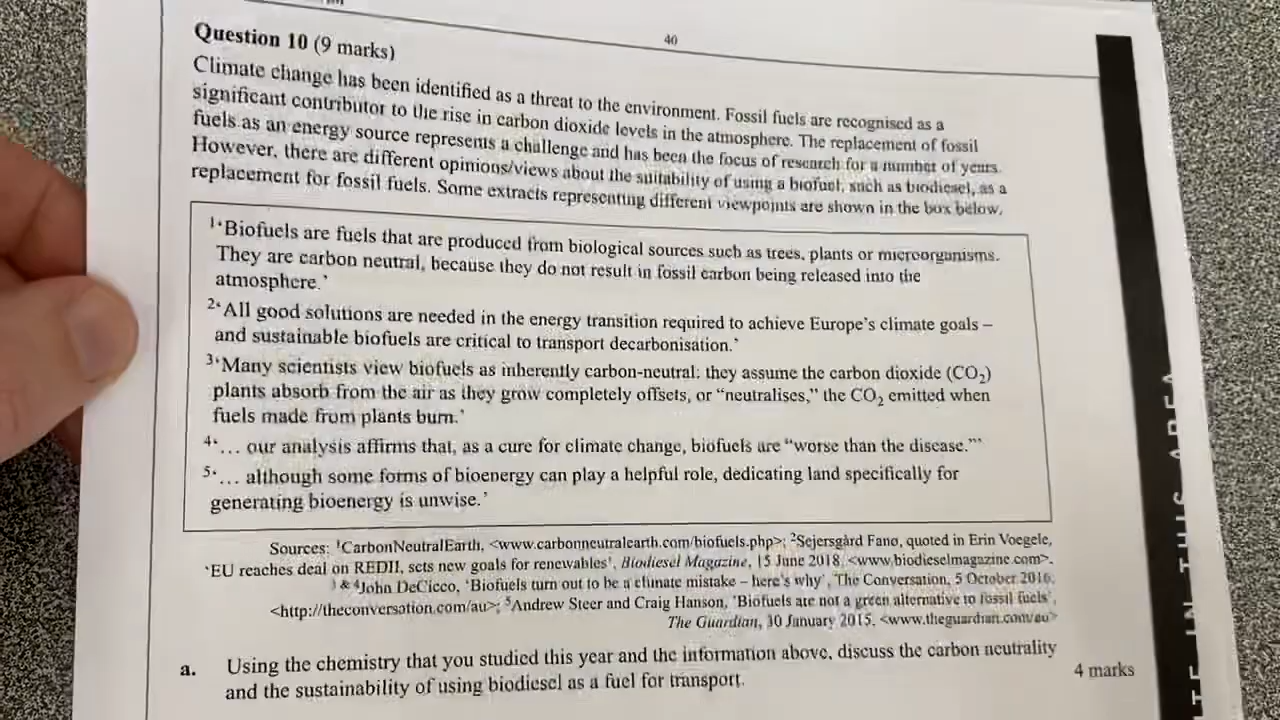 40
Question 10 (9 marks)
Climate change has been identified as a threat to the environment. Fossil fuels are recognised as a
significant contributor to the rise in carbon dioxide levels in the atmosphere. The replacement of fossil
fuels as an energy source represents a challenge and has been the focus of research for a number of years.
However, there are different opinions/views about the suitability of using a biofuel, such as biodiesel, as a
replacement for fossil fuels. Some extracts representing different viewpoints are shown in the box below.
1‘Biofuels are fuels that are produced from biological sources such as trees, plants or microorganisms.
They are carbon neutral, because they do not result in fossil carbon being released into the
atmosphere.’
2‘All good solutions are needed in the energy transition required to achieve Europe’s climate goals –
and sustainable biofuels are critical to transport decarbonisation.’
3‘Many scientists view biofuels as inherently carbon-neutral: they assume the carbon dioxide (CO₂)
plants absorb from the air as they grow completely offsets, or “neutralises,” the CO₂ emitted when
fuels made from plants burn.’
4‘… our analysis affirms that, as a cure for climate change, biofuels are “worse than the disease.”’
5‘… although some forms of bioenergy can play a helpful role, dedicating land specifically for
generating bioenergy is unwise.’
Sources: ¹CarbonNeutralEarth, <www.carbonneutralearth.com/biofuels.php>; ²Sejersgård Fanø, quoted in Erin Voegele,
‘EU reaches deal on REDII, sets new goals for renewables’, Biodiesel Magazine, 15 June 2018, <www.biodieselmagazine.com>.
³ & ⁴John DeCicco, ‘Biofuels turn out to be a climate mistake – here’s why’, The Conversation, 5 October 2016,
<http://theconversation.com/au>; ⁵Andrew Steer and Craig Hanson, ‘Biofuels are not a green alternative to fossil fuels’,
The Guardian, 30 January 2015, <www.theguardian.com/au>
a. Using the chemistry that you studied this year and the information above, discuss the carbon neutrality
and the sustainability of using biodiesel as a fuel for transport.
4 marks
IN THIS AREA